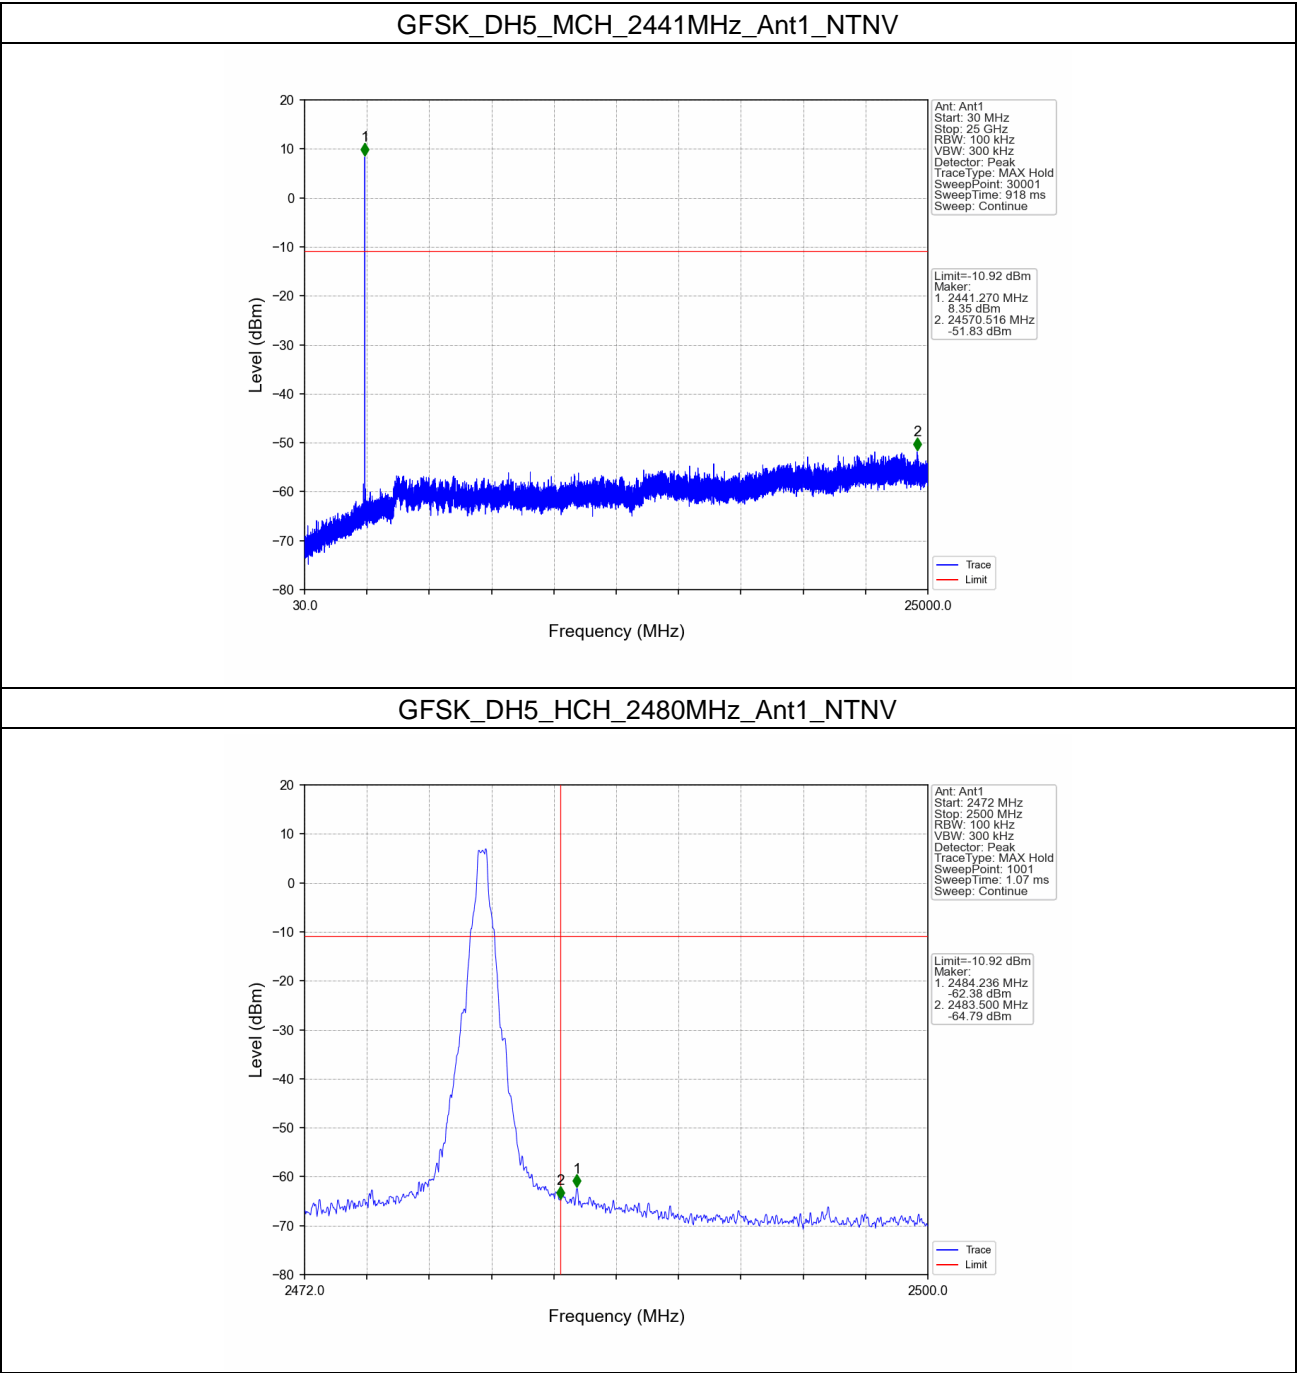 GFSK_DH5_MCH_2441MHz_Ant1_NTNV
20
10
0
−10
−20
−30
−40
−50
−60
−70
−80
Level (dBm)
1
2
30.0
25000.0
Frequency (MHz)
Ant: Ant1
Start: 30 MHz
Stop: 25 GHz
RBW: 100 kHz
VBW: 300 kHz
Detector: Peak
TraceType: MAX Hold
SweepPoint: 30001
SweepTime: 918 ms
Sweep: Continue
Limit=-10.92 dBm
Maker:
1. 2441.270 MHz
8.35 dBm
2. 24570.516 MHz
-51.83 dBm
Trace
Limit
GFSK_DH5_HCH_2480MHz_Ant1_NTNV
20
10
0
−10
−20
−30
−40
−50
−60
−70
−80
Level (dBm)
2
1
2472.0
2500.0
Frequency (MHz)
Ant: Ant1
Start: 2472 MHz
Stop: 2500 MHz
RBW: 100 kHz
VBW: 300 kHz
Detector: Peak
TraceType: MAX Hold
SweepPoint: 1001
SweepTime: 1.07 ms
Sweep: Continue
Limit=-10.92 dBm
Maker:
1. 2484.236 MHz
-62.38 dBm
2. 2483.500 MHz
-64.79 dBm
Trace
Limit